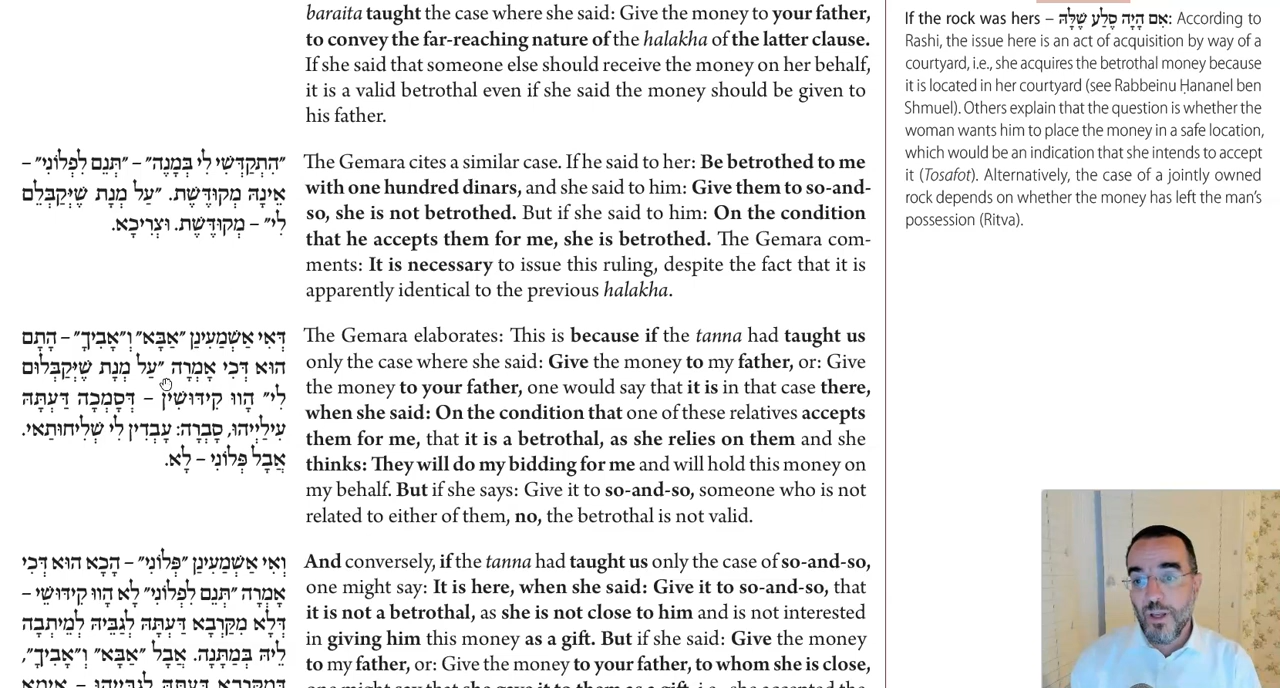 baraita taught the case where she said: Give the money to your father,
to convey the far-reaching nature of the halakha of the latter clause.
If she said that someone else should receive the money on her behalf,
it is a valid betrothal even if she said the money should be given to
his father.
״הִתְקַדְּשִׁי לִי בְּמָנֶה״ – ״תְּנֵם לִפְלוֹנִי״ –
אֵינָהּ מְקוּדֶּשֶׁת. ״עַל מְנָת שֶׁיְּקַבְּלֵם
לִי״ – מְקוּדֶּשֶׁת. וּצְרִיכָא.
The Gemara cites a similar case. If he said to her: Be betrothed to me
with one hundred dinars, and she said to him: Give them to so-and-
so, she is not betrothed. But if she said to him: On the condition
that he accepts them for me, she is betrothed. The Gemara com-
ments: It is necessary to issue this ruling, despite the fact that it is
apparently identical to the previous halakha.
דְּאִי אַשְׁמְעִינַן ״אַבָּא״ וְ״אָבִיךָ״ – הָתָם
הוּא דְּכִי אָמְרָה ״עַל מְנָת שֶׁיְּקַבְּלוּם
לִי״ הָווּ קִידּוּשִׁין – דְּסָמְכָה דַּעְתָּהּ
עִילָּוַיְיהוּ, סָבְרָה: עָבְדִין לִי שְׁלִיחוּתַאי.
אֲבָל פְּלוֹנִי – לָא.
The Gemara elaborates: This is because if the tanna had taught us
only the case where she said: Give the money to my father, or: Give
the money to your father, one would say that it is in that case there,
when she said: On the condition that one of these relatives accepts
them for me, that it is a betrothal, as she relies on them and she
thinks: They will do my bidding for me and will hold this money on
my behalf. But if she says: Give it to so-and-so, someone who is not
related to either of them, no, the betrothal is not valid.
וְאִי אַשְׁמְעִינַן ״פְּלוֹנִי״ – הָכָא הוּא דְּכִי
אָמְרָה ״תְּנֵם לִפְלוֹנִי״ לָא הָווּ קִידּוּשֵׁי –
דְּלָא מִקָּרְבָא דַּעְתָּהּ לְגַבֵּיהּ לְמֵיתְבָהּ
לֵיהּ בְּמַתָּנָה. אֲבָל ״אַבָּא״ וְ״אָבִיךָ״,
דְּמִקָּרְבָא דַּעְתָּהּ לְגַבַּיְיהוּ – אֵימָא
And conversely, if the tanna had taught us only the case of so-and-so,
one might say: It is here, when she said: Give it to so-and-so, that
it is not a betrothal, as she is not close to him and is not interested
in giving him this money as a gift. But if she said: Give the money
to my father, or: Give the money to your father, to whom she is close,
one might say that she gave it to them as a gift, i.e., she accepted the
If the rock was hers – אִם הָיָה סֶלַע שֶׁלָּהּ: According to
Rashi, the issue here is an act of acquisition by way of a
courtyard, i.e., she acquires the betrothal money because
it is located in her courtyard (see Rabbeinu Ḥananel ben
Shmuel). Others explain that the question is whether the
woman wants him to place the money in a safe location,
which would be an indication that she intends to accept
it (Tosafot). Alternatively, the case of a jointly owned
rock depends on whether the money has left the man's
possession (Ritva).